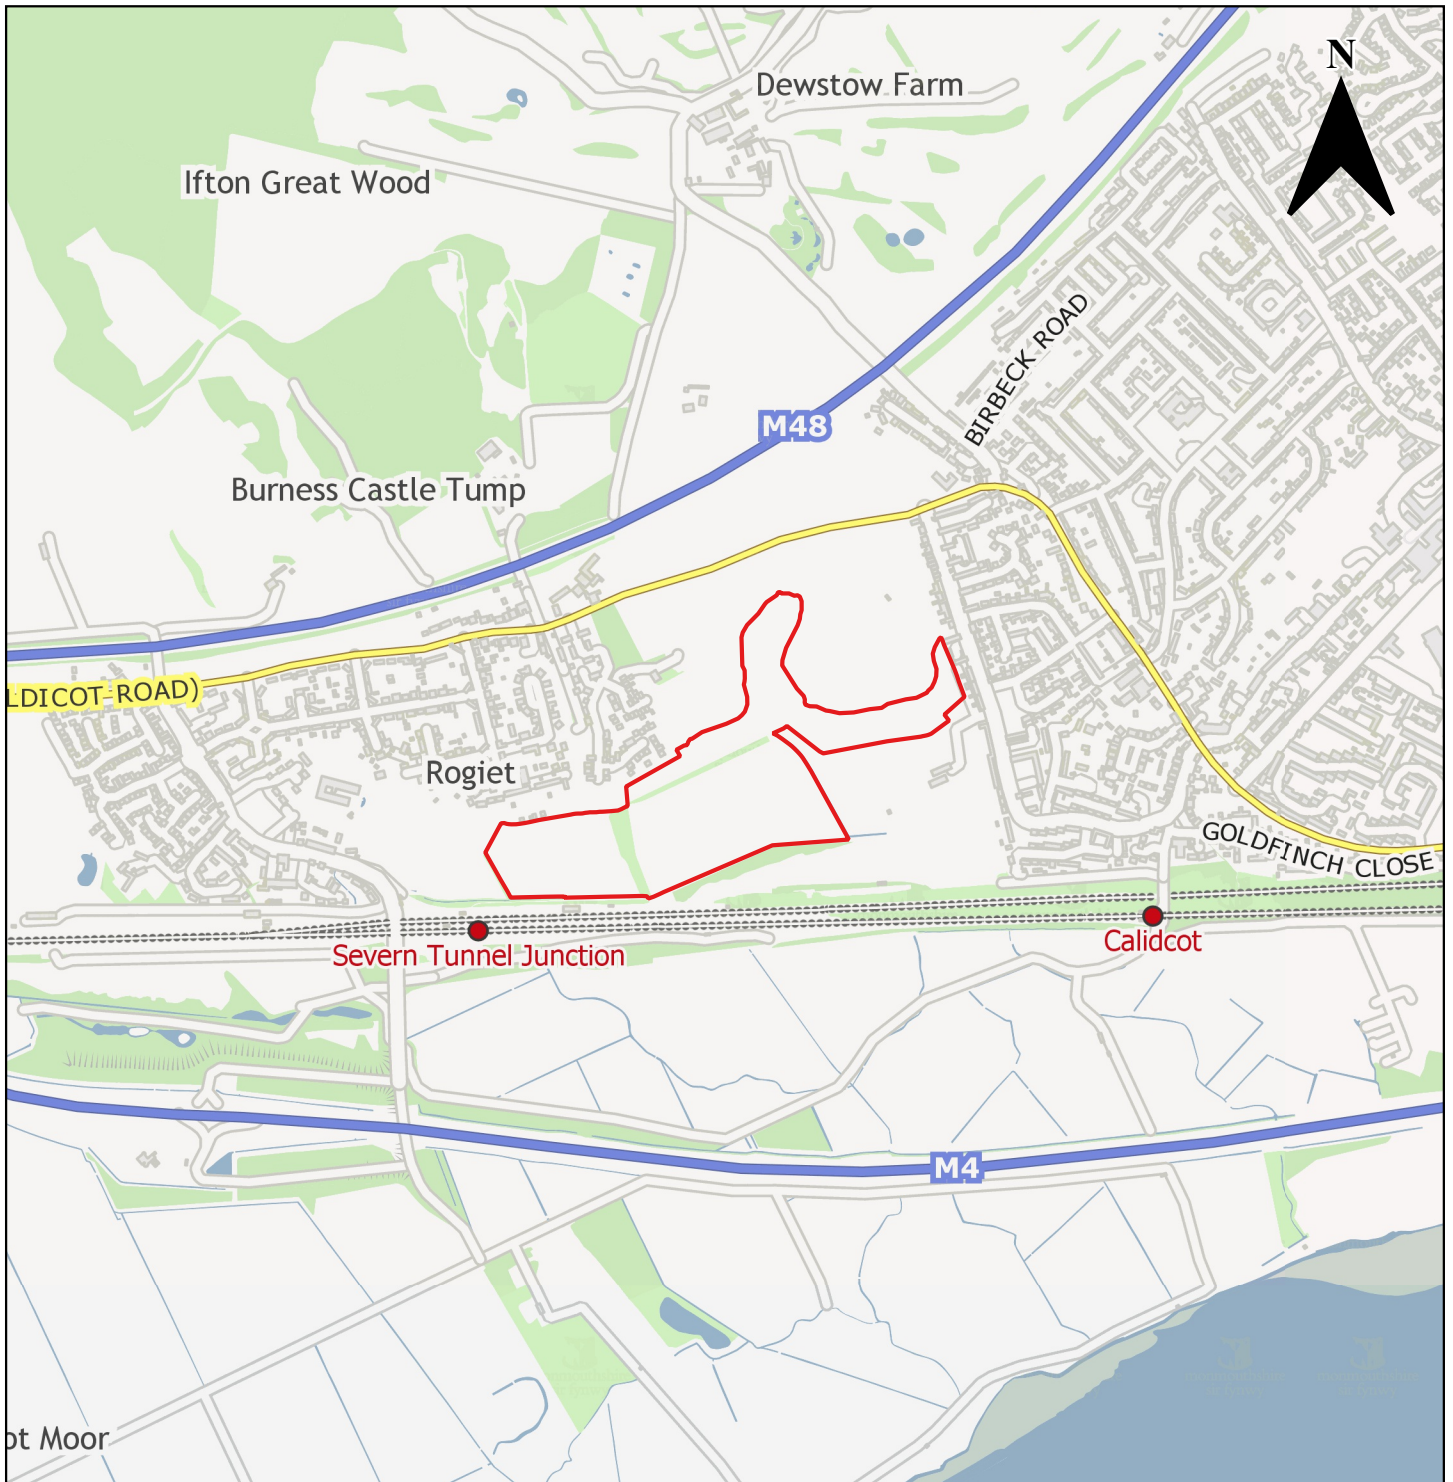 N
Dewstow Farm
Ifton Great Wood
BIRBECK ROAD
M48
Burness Castle Tump
LDICOT ROAD)
Rogiet
GOLDFINCH CLOSE
Severn Tunnel Junction
Calidcot
M4
ot Moor